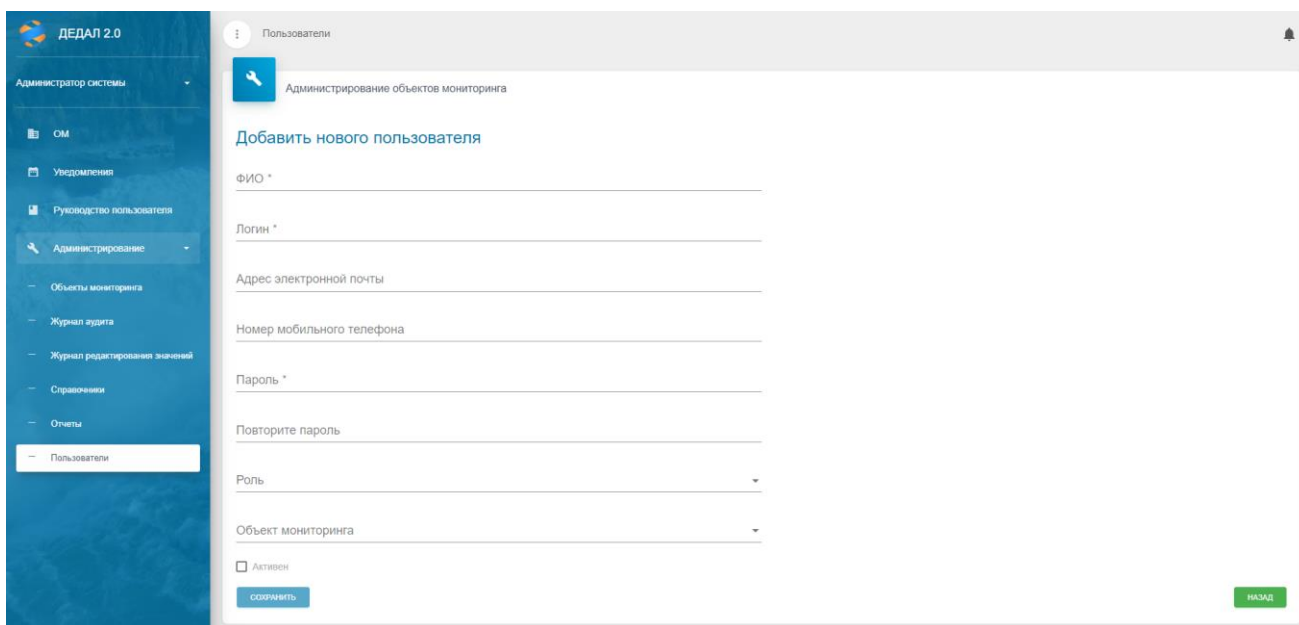 ДЕДАЛ 2.0
Администратор системы
ОМ
Уведомления
Руководство пользователя
Администрирование
Объекты мониторинга
Журнал аудита
Журнал редактирования значений
Справочники
Отчеты
Пользователи
Пользователи
Администрирование объектов мониторинга
Добавить нового пользователя
ФИО *
Логин *
Адрес электронной почты
Номер мобильного телефона
Пароль *
Повторите пароль
Роль
Объект мониторинга
Активен
СОХРАНИТЬ
НАЗАД